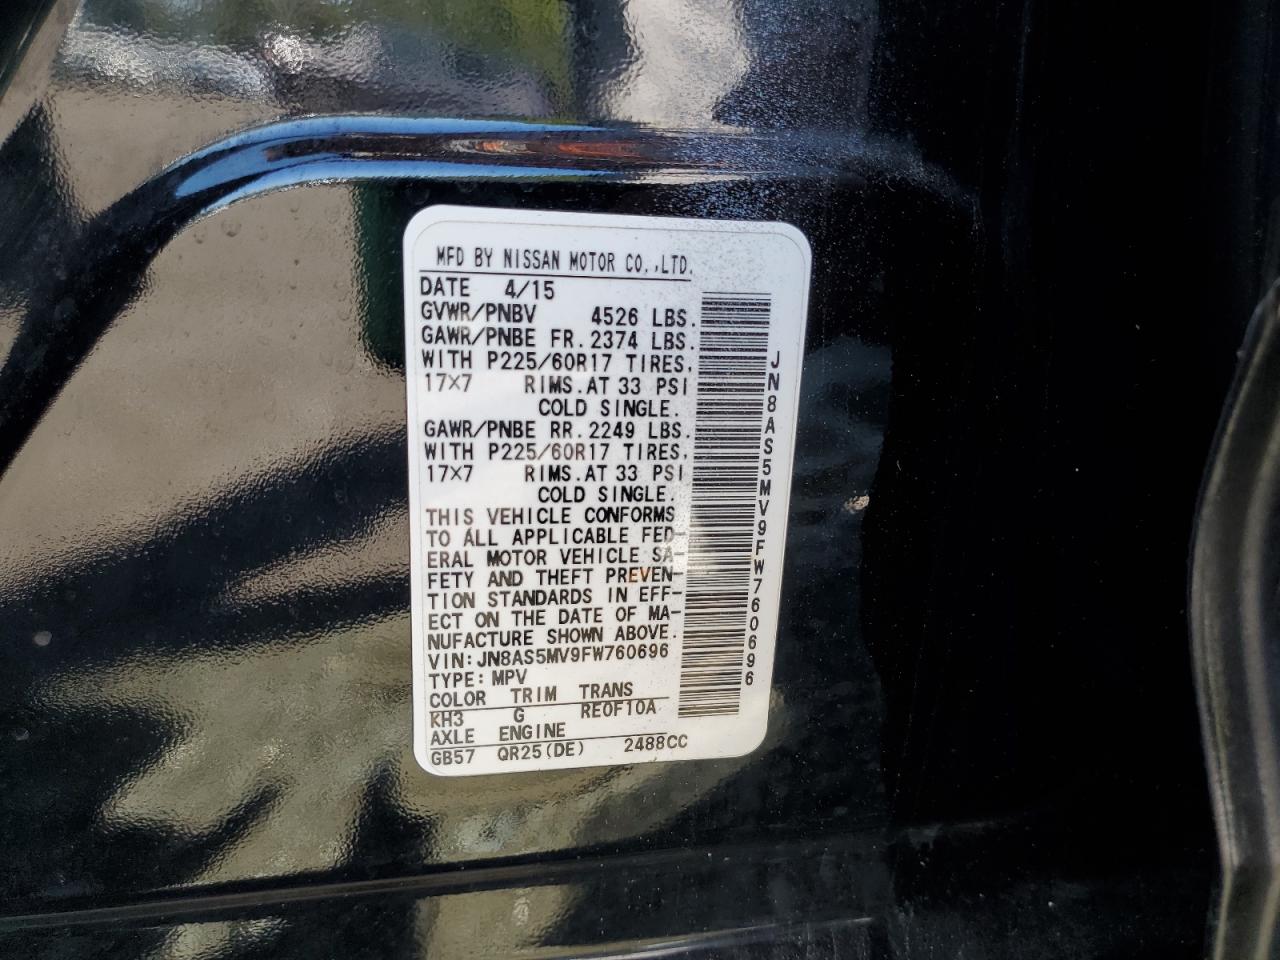 MFD BY NISSAN MOTOR CO.,LTD.
DATE 4/15
GVWR/PNBV 4526 LBS.
GAWR/PNBE FR. 2374 LBS.
WITH P225/60R17 TIRES,
17×7 RIMS. AT 33 PSI
COLD SINGLE.
GAWR/PNBE RR. 2249 LBS.
WITH P225/60R17 TIRES,
17×7 RIMS. AT 33 PSI
COLD SINGLE.
THIS VEHICLE CONFORMS
TO ALL APPLICABLE FED-
ERAL MOTOR VEHICLE SA-
FETY AND THEFT PREVEN-
TION STANDARDS IN EFF-
ECT ON THE DATE OF MA-
NUFACTURE SHOWN ABOVE.
VIN: JN8AS5MV9FW760696
TYPE: MPV
COLOR TRIM TRANS
KH3 G RE0F10A
AXLE ENGINE
GB57 QR25(DE) 2488CC
JN8AS5MV9FW760696